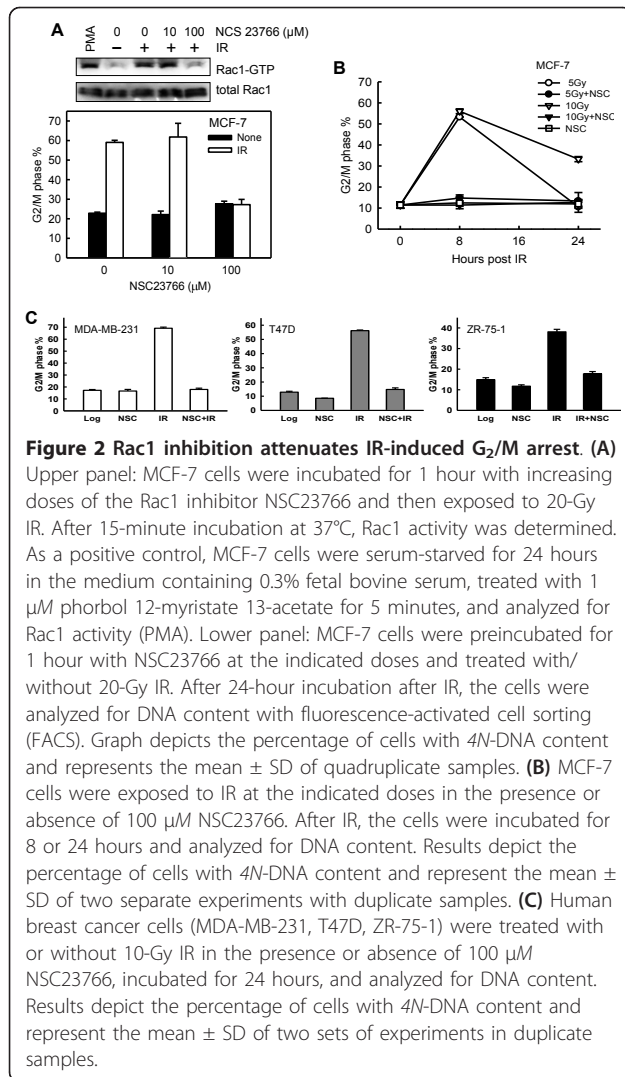 A
PMA 0 0 10 100 NCS 23766 (µM)
– + + + IR
Rac1-GTP
total Rac1
MCF-7
None
IR
G2/M phase %
70
60
50
40
30
20
10
0
0 10 100
NSC23766 (µM)
B
MCF-7
5Gy
5Gy+NSC
10Gy
10Gy+NSC
NSC
G2/M phase %
70
60
50
40
30
20
10
0
0 8 16 24
Hours post IR
C
MDA-MB-231
G2/M phase %
70
60
50
40
30
20
10
0
Log NSC IR NSC+IR
T47D
G2/M phase %
60
50
40
30
20
10
0
Log NSC IR NSC+IR
ZR-75-1
G2/M phase %
40
30
20
10
0
Log NSC IR IR+NSC
Figure 2 Rac1 inhibition attenuates IR-induced G₂/M arrest. (A)
Upper panel: MCF-7 cells were incubated for 1 hour with increasing
doses of the Rac1 inhibitor NSC23766 and then exposed to 20-Gy
IR. After 15-minute incubation at 37°C, Rac1 activity was determined.
As a positive control, MCF-7 cells were serum-starved for 24 hours
in the medium containing 0.3% fetal bovine serum, treated with 1
µM phorbol 12-myristate 13-acetate for 5 minutes, and analyzed for
Rac1 activity (PMA). Lower panel: MCF-7 cells were preincubated for
1 hour with NSC23766 at the indicated doses and treated with/
without 20-Gy IR. After 24-hour incubation after IR, the cells were
analyzed for DNA content with fluorescence-activated cell sorting
(FACS). Graph depicts the percentage of cells with 4N-DNA content
and represents the mean ± SD of quadruplicate samples. (B) MCF-7
cells were exposed to IR at the indicated doses in the presence or
absence of 100 µM NSC23766. After IR, the cells were incubated for
8 or 24 hours and analyzed for DNA content. Results depict the
percentage of cells with 4N-DNA content and represent the mean ±
SD of two separate experiments with duplicate samples. (C) Human
breast cancer cells (MDA-MB-231, T47D, ZR-75-1) were treated with
or without 10-Gy IR in the presence or absence of 100 µM
NSC23766, incubated for 24 hours, and analyzed for DNA content.
Results depict the percentage of cells with 4N-DNA content and
represent the mean ± SD of two sets of experiments in duplicate
samples.